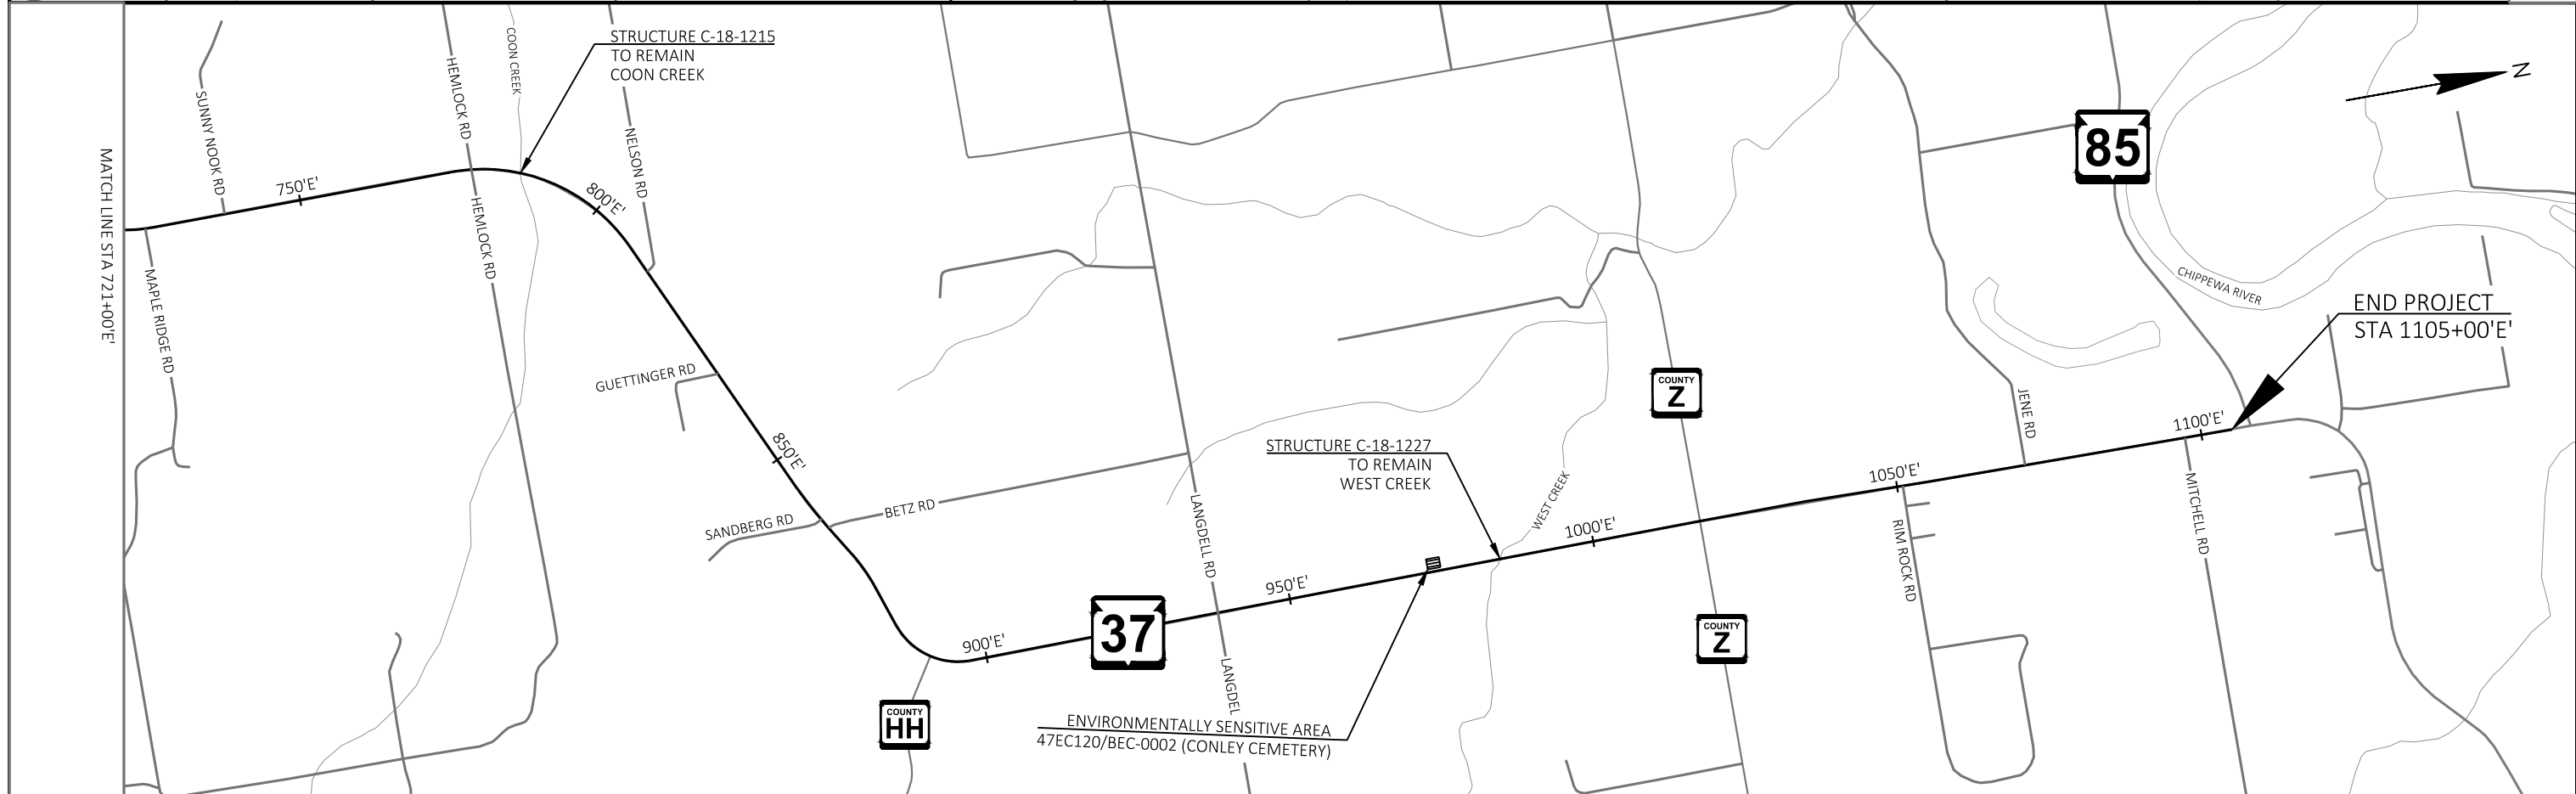 STRUCTURE C-18-1215
TO REMAIN
COON CREEK
COON CREEK
HEMLOCK RD
HEMLOCK RD
SUNNY NOOK RD
NELSON RD
MATCH LINE STA 721+00'E'
750'E'
800'E'
MAPLE RIDGE RD
GUETTINGER RD
850'E'
SANDBERG RD
BETZ RD
COUNTY
HH
900'E'
37
LANGDELL RD
LANGDEL
950'E'
ENVIRONMENTALLY SENSITIVE AREA
47EC120/BEC-0002 (CONLEY CEMETERY)
STRUCTURE C-18-1227
TO REMAIN
WEST CREEK
WEST CREEK
1000'E'
COUNTY
Z
COUNTY
Z
1050'E'
RIM ROCK RD
JENE RD
85
N
CHIPPEWA RIVER
END PROJECT
STA 1105+00'E'
1100'E'
MITCHELL RD